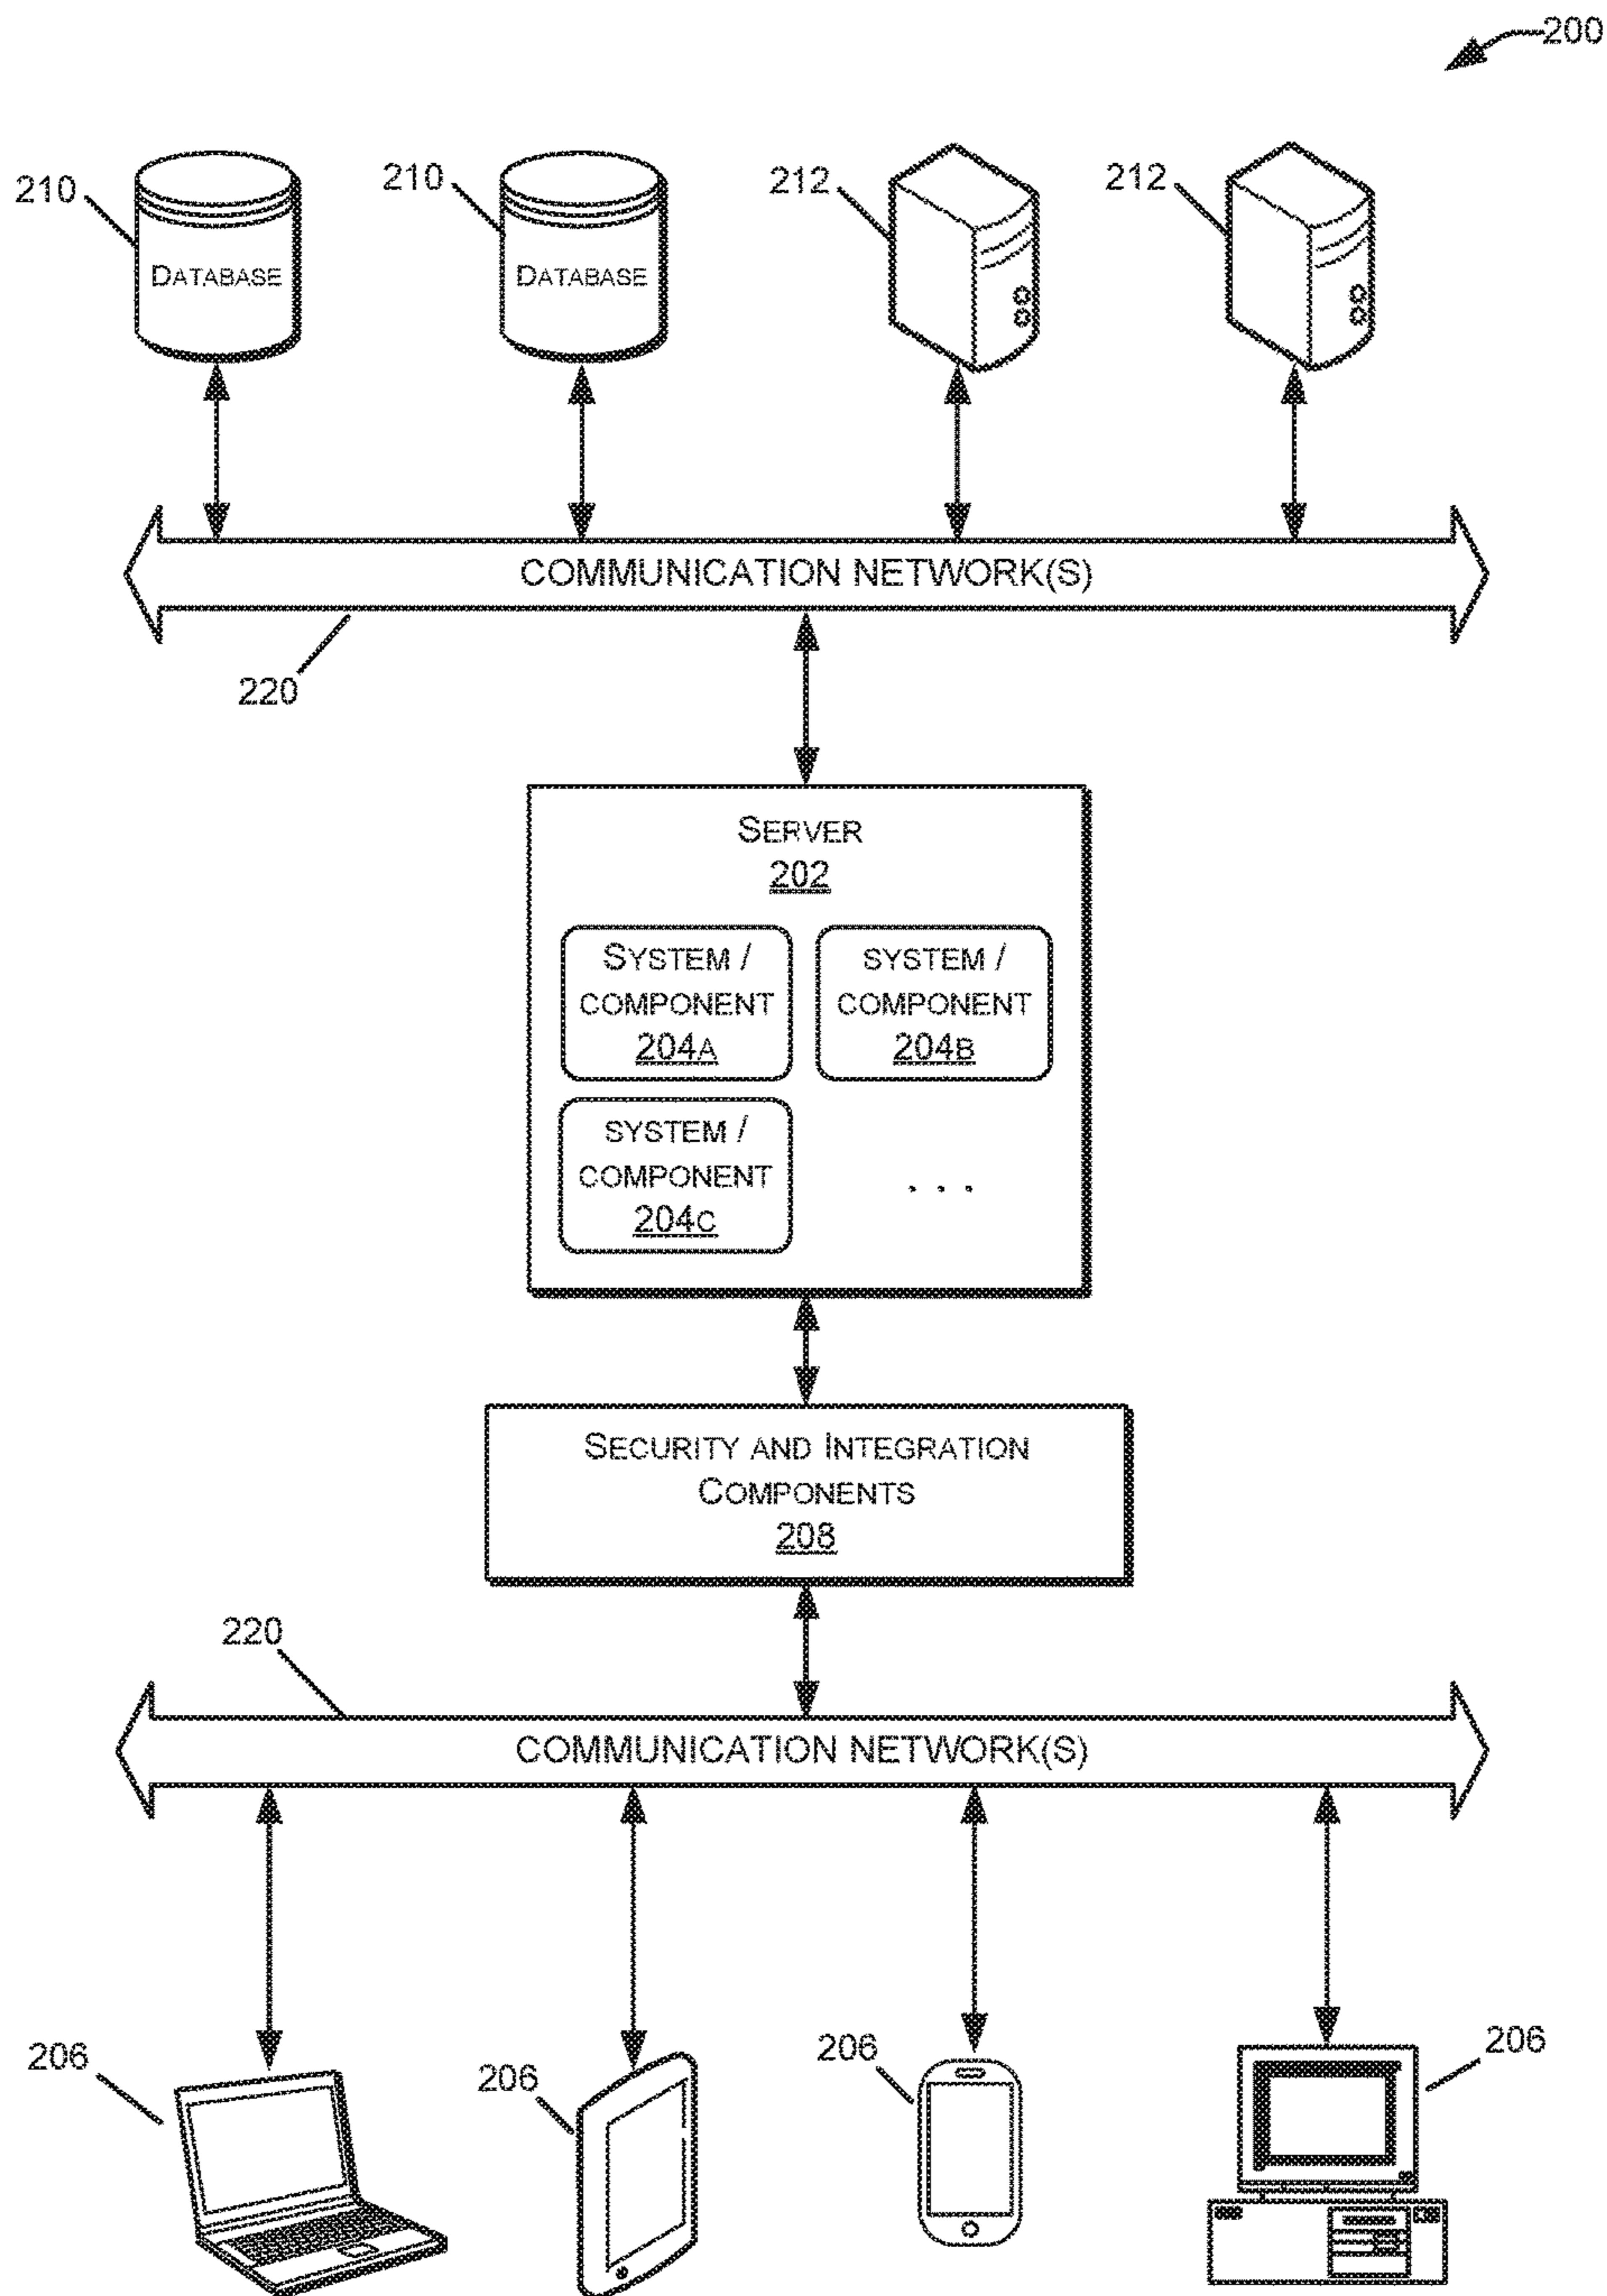 200
210
210
212
212
DATABASE
DATABASE
COMMUNICATION NETWORK(S)
220
SERVER
202
SYSTEM /
COMPONENT
204A
SYSTEM /
COMPONENT
204B
SYSTEM /
COMPONENT
204C
. . .
SECURITY AND INTEGRATION
COMPONENTS
208
220
COMMUNICATION NETWORK(S)
206
206
206
206